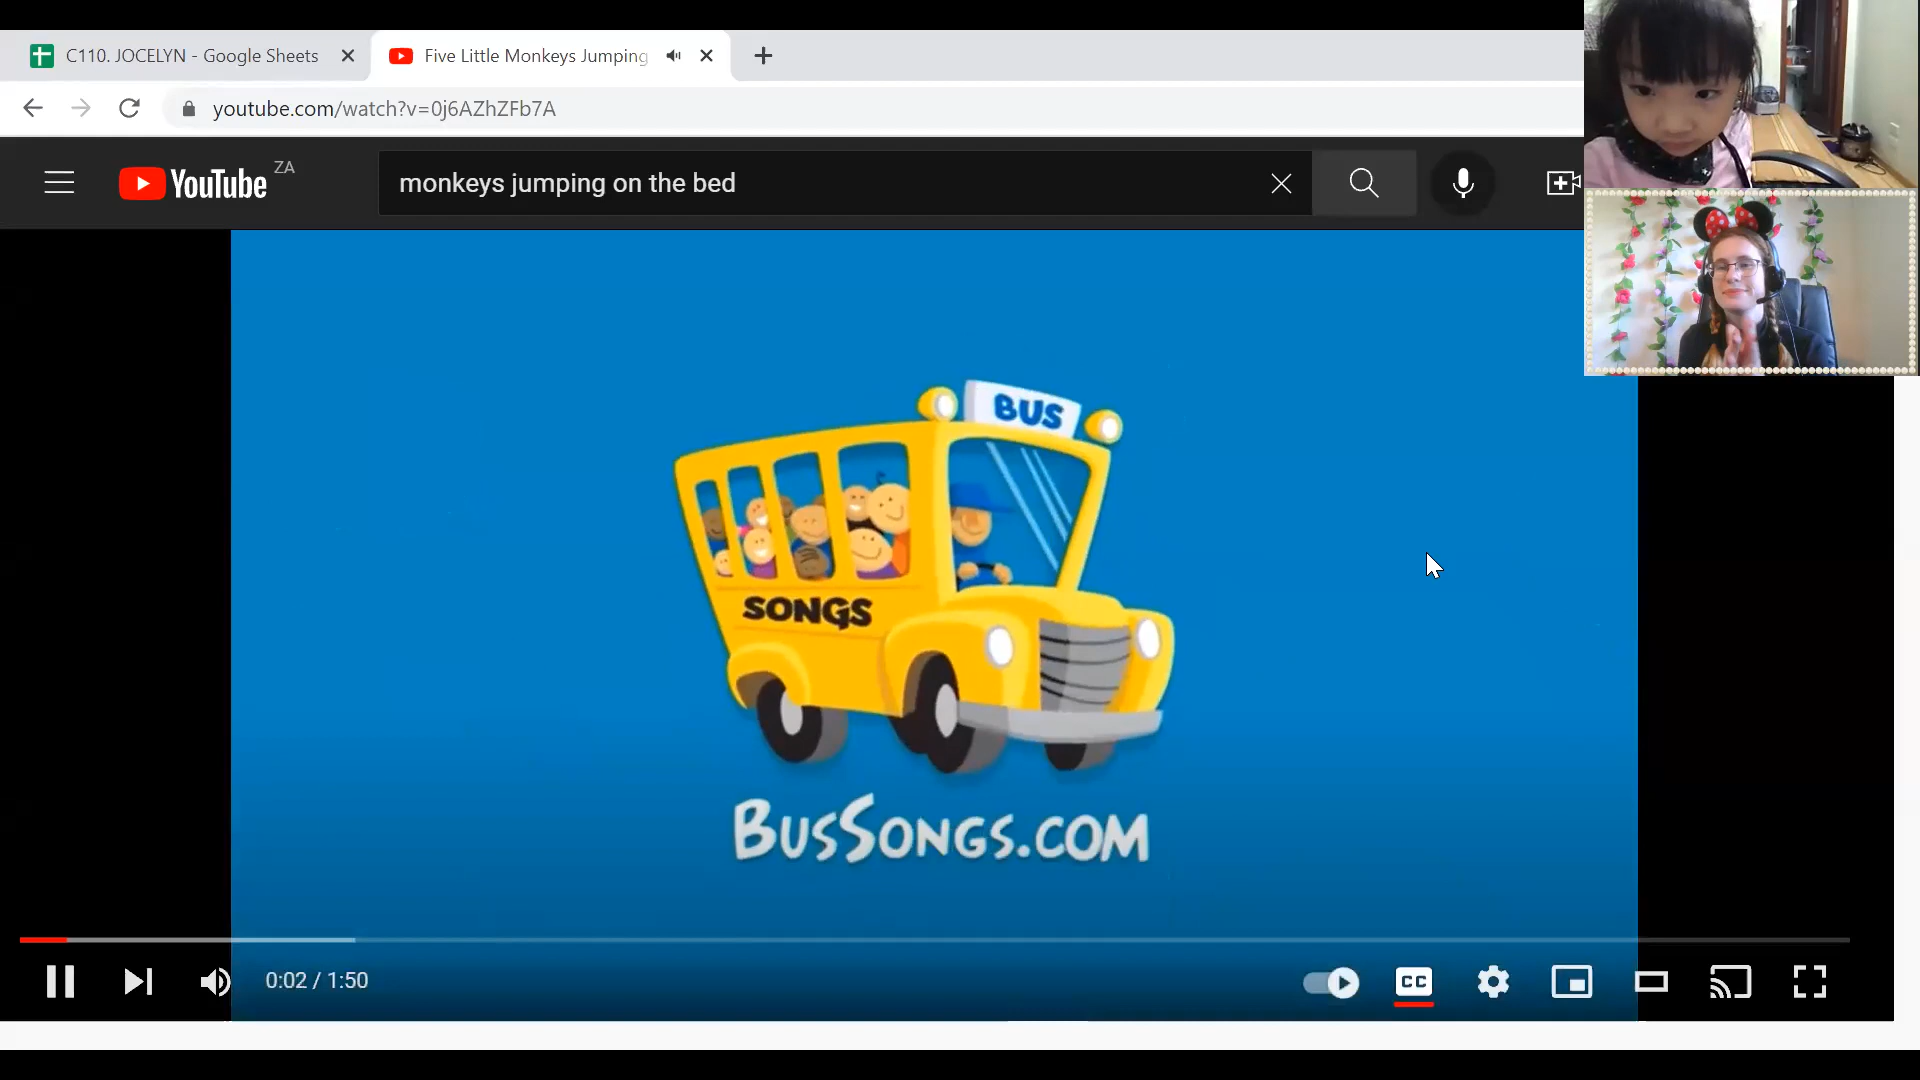 C110. JOCELYN - Google Sheets
Five Little Monkeys Jumping
youtube.com/watch?v=0j6AZhZFb7A
YouTube ZA
monkeys jumping on the bed
BUS
SONGS
BusSongs.com
0:02 / 1:50
CC